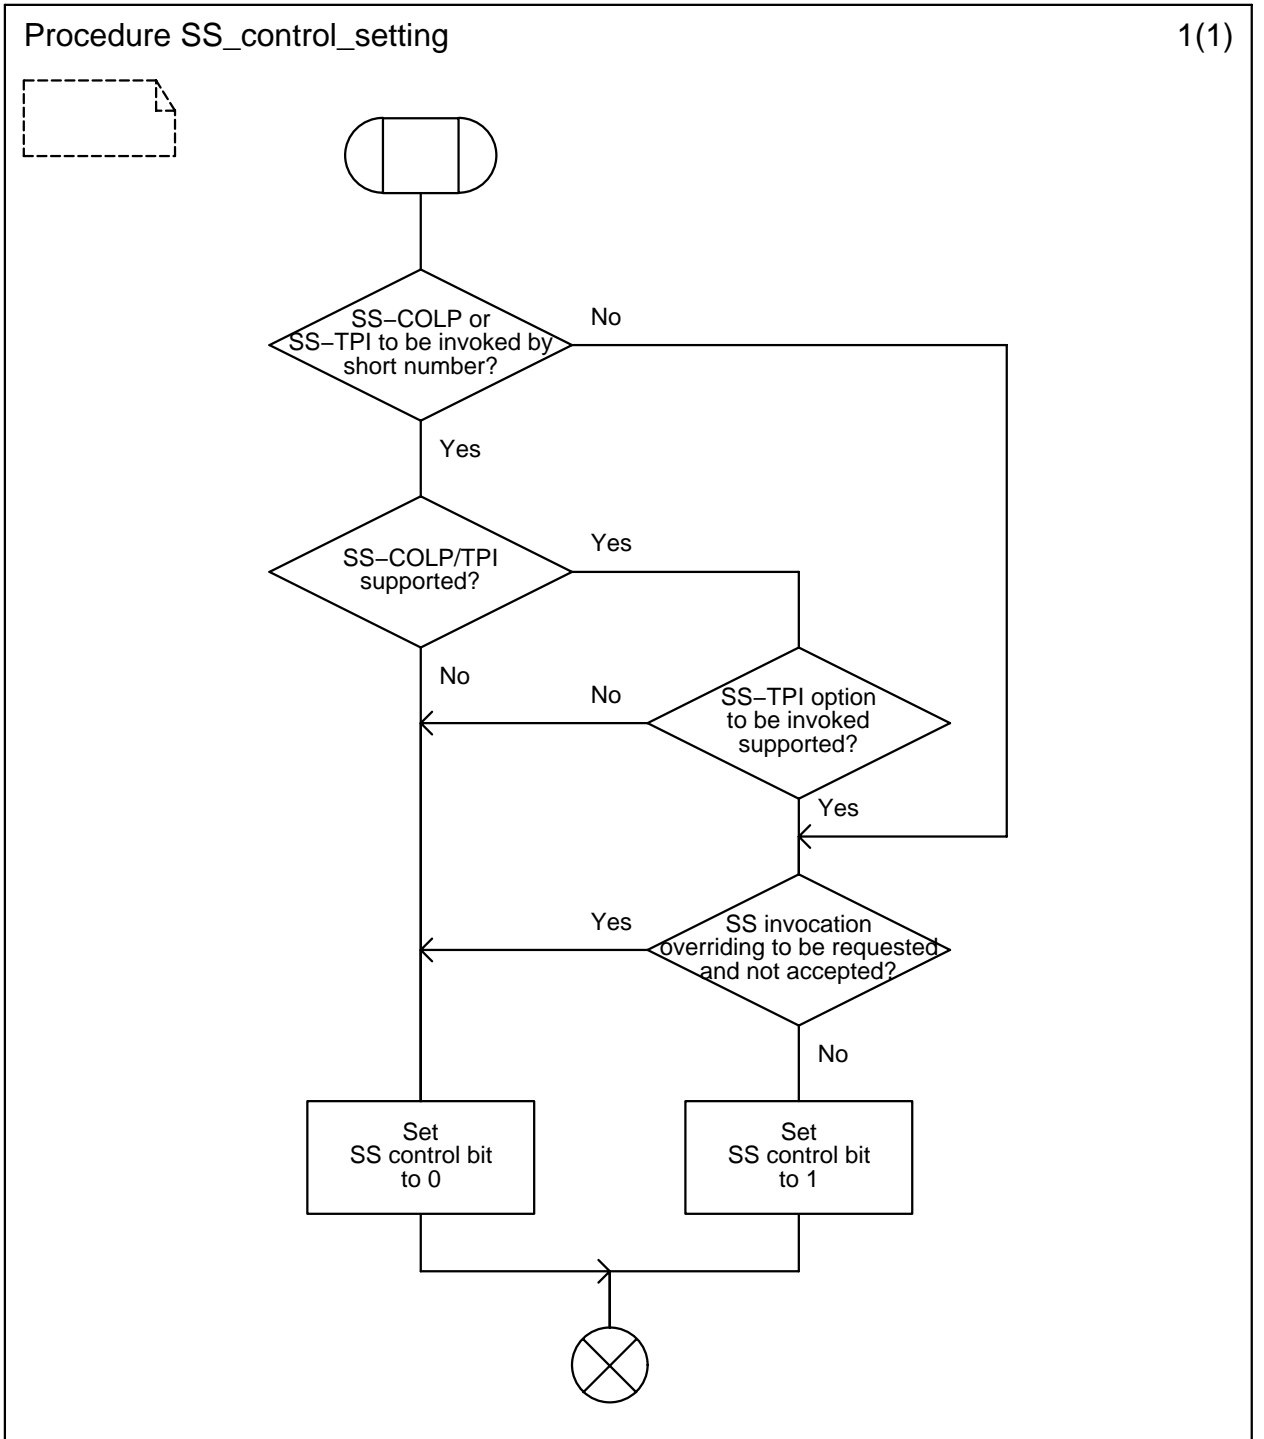 Procedure SS_control_setting
1(1)
SS−COLP or
SS−TPI to be invoked by
short number?
No
Yes
SS−COLP/TPI
supported?
Yes
No
No
SS−TPI option
to be invoked
supported?
Yes
Yes
SS invocation
overriding to be requested
and not accepted?
No
Set
SS control bit
to 0
Set
SS control bit
to 1